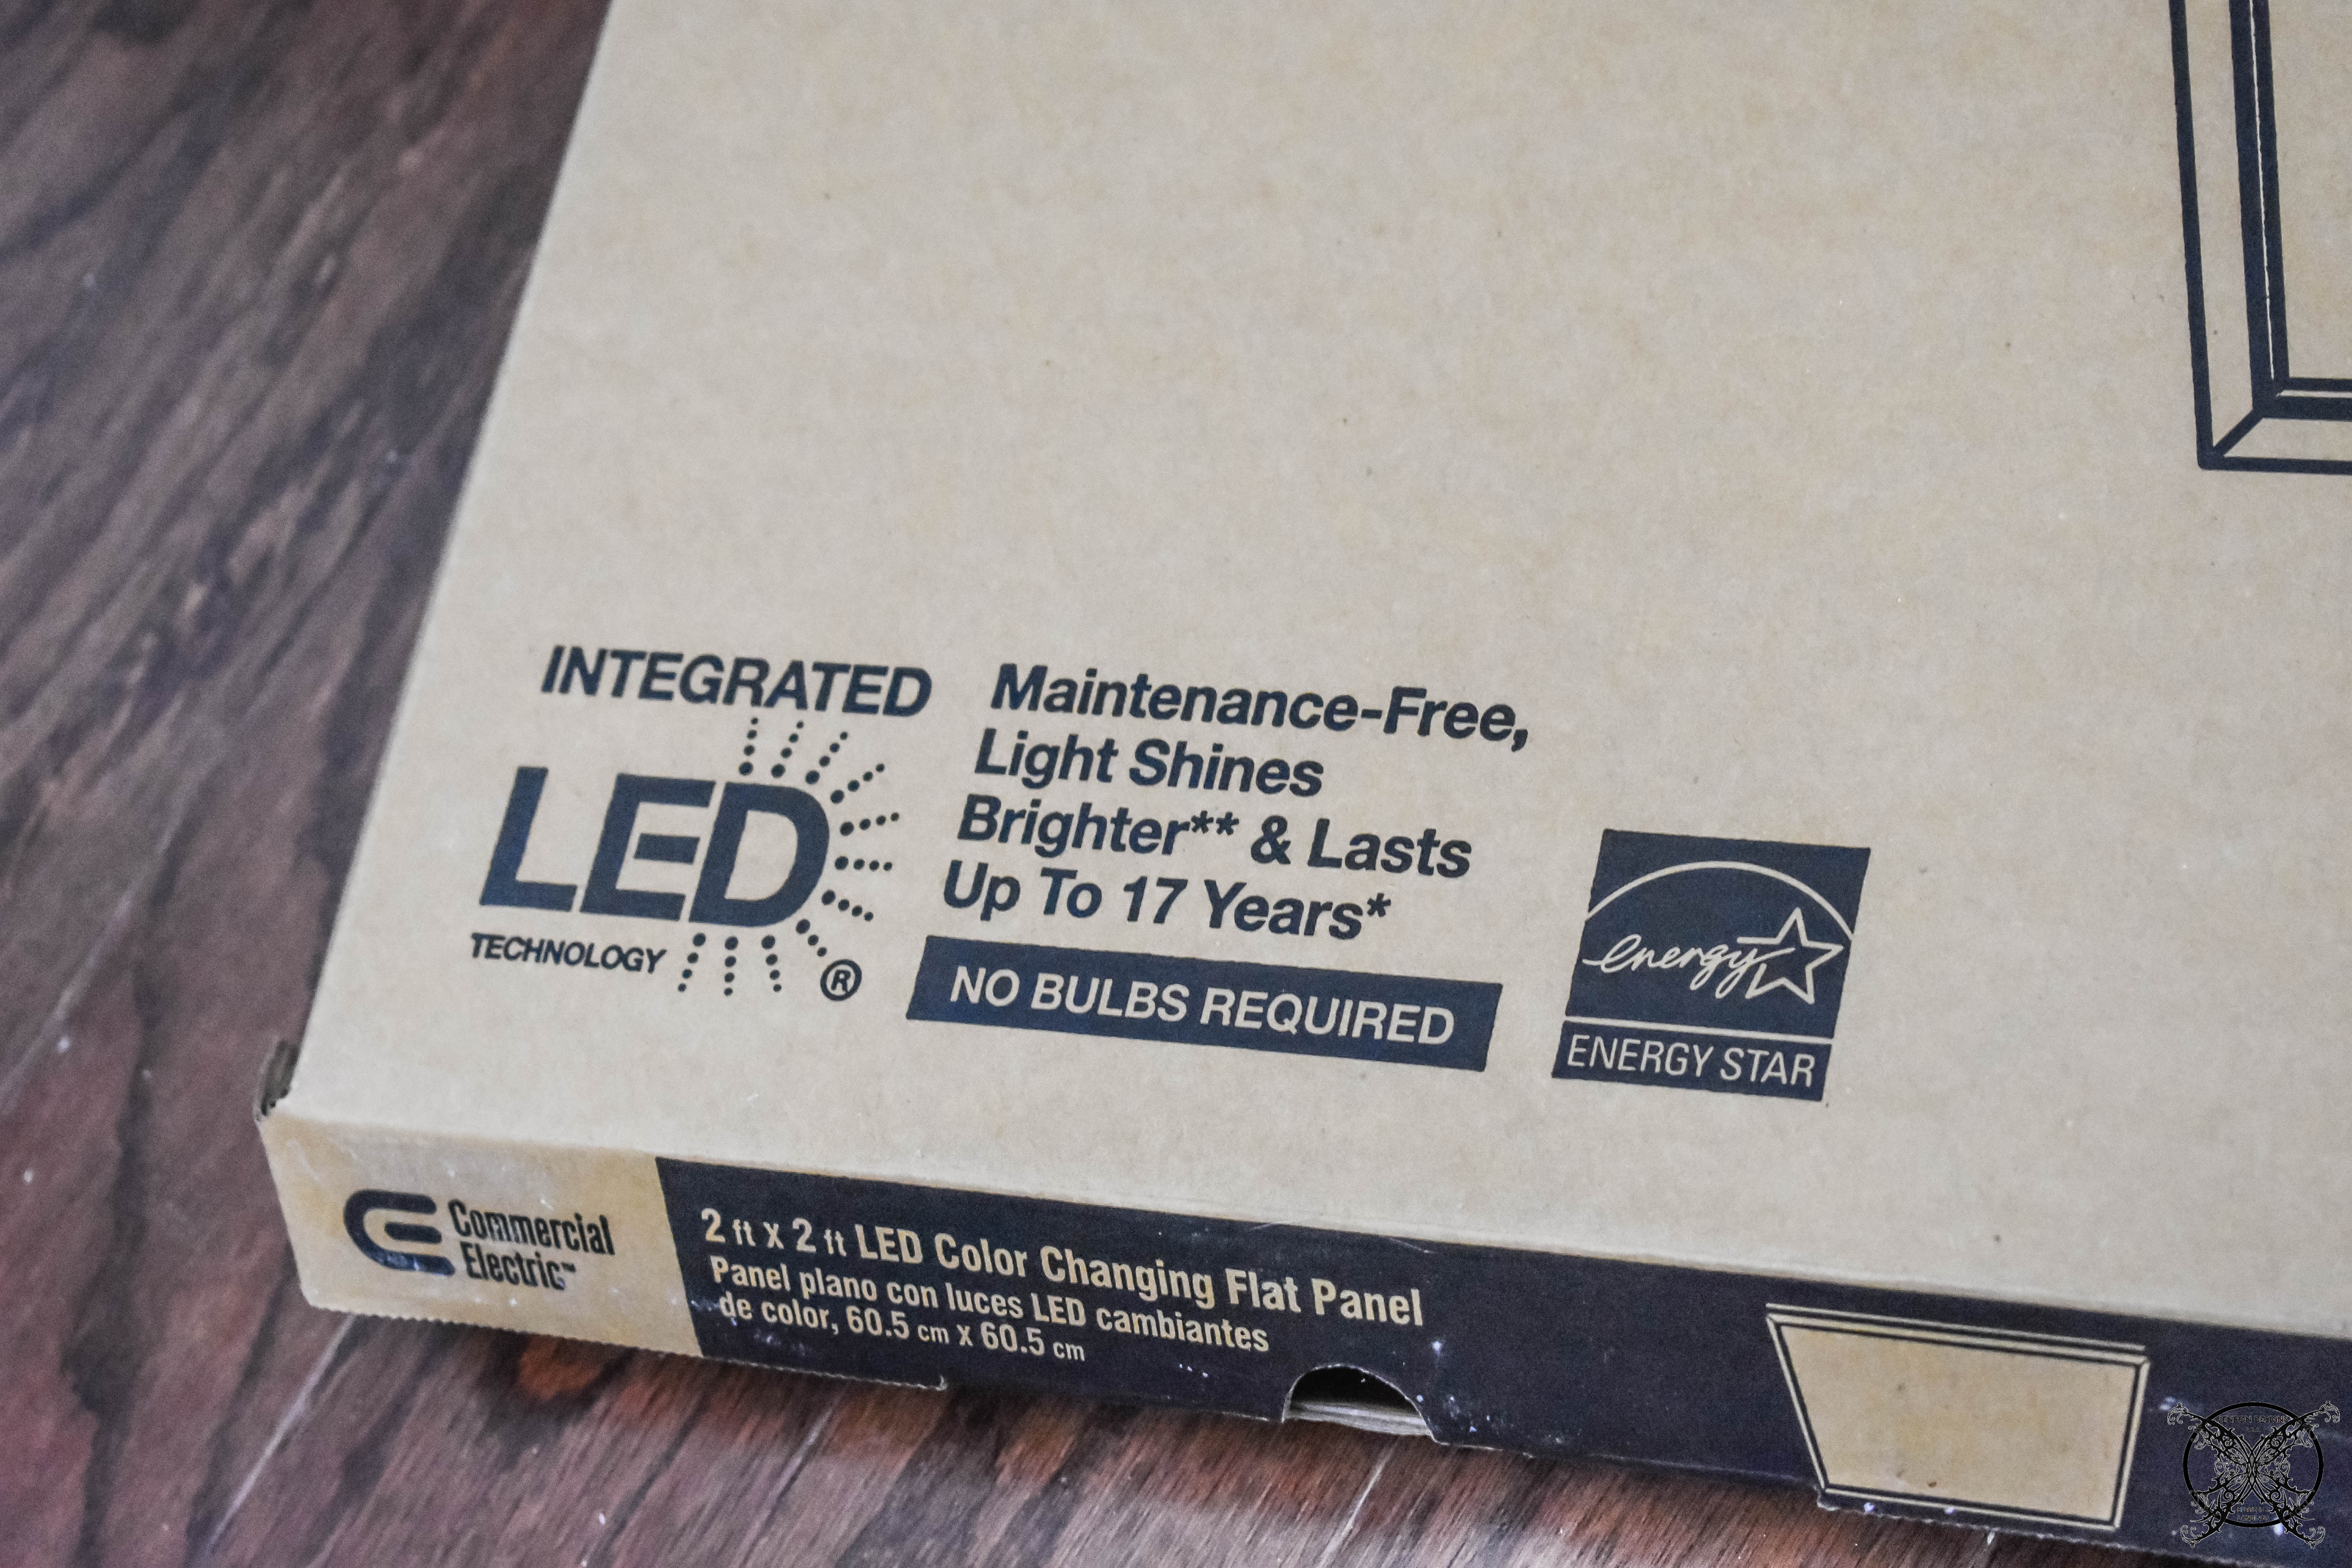 INTEGRATED
LED
TECHNOLOGY
®
Maintenance-Free,
Light Shines
Brighter** & Lasts
Up To 17 Years*
NO BULBS REQUIRED
energy
ENERGY STAR
Commercial
Electric™
2 ft x 2 ft LED Color Changing Flat Panel
Panel plano con luces LED cambiantes
de color, 60.5 cm x 60.5 cm